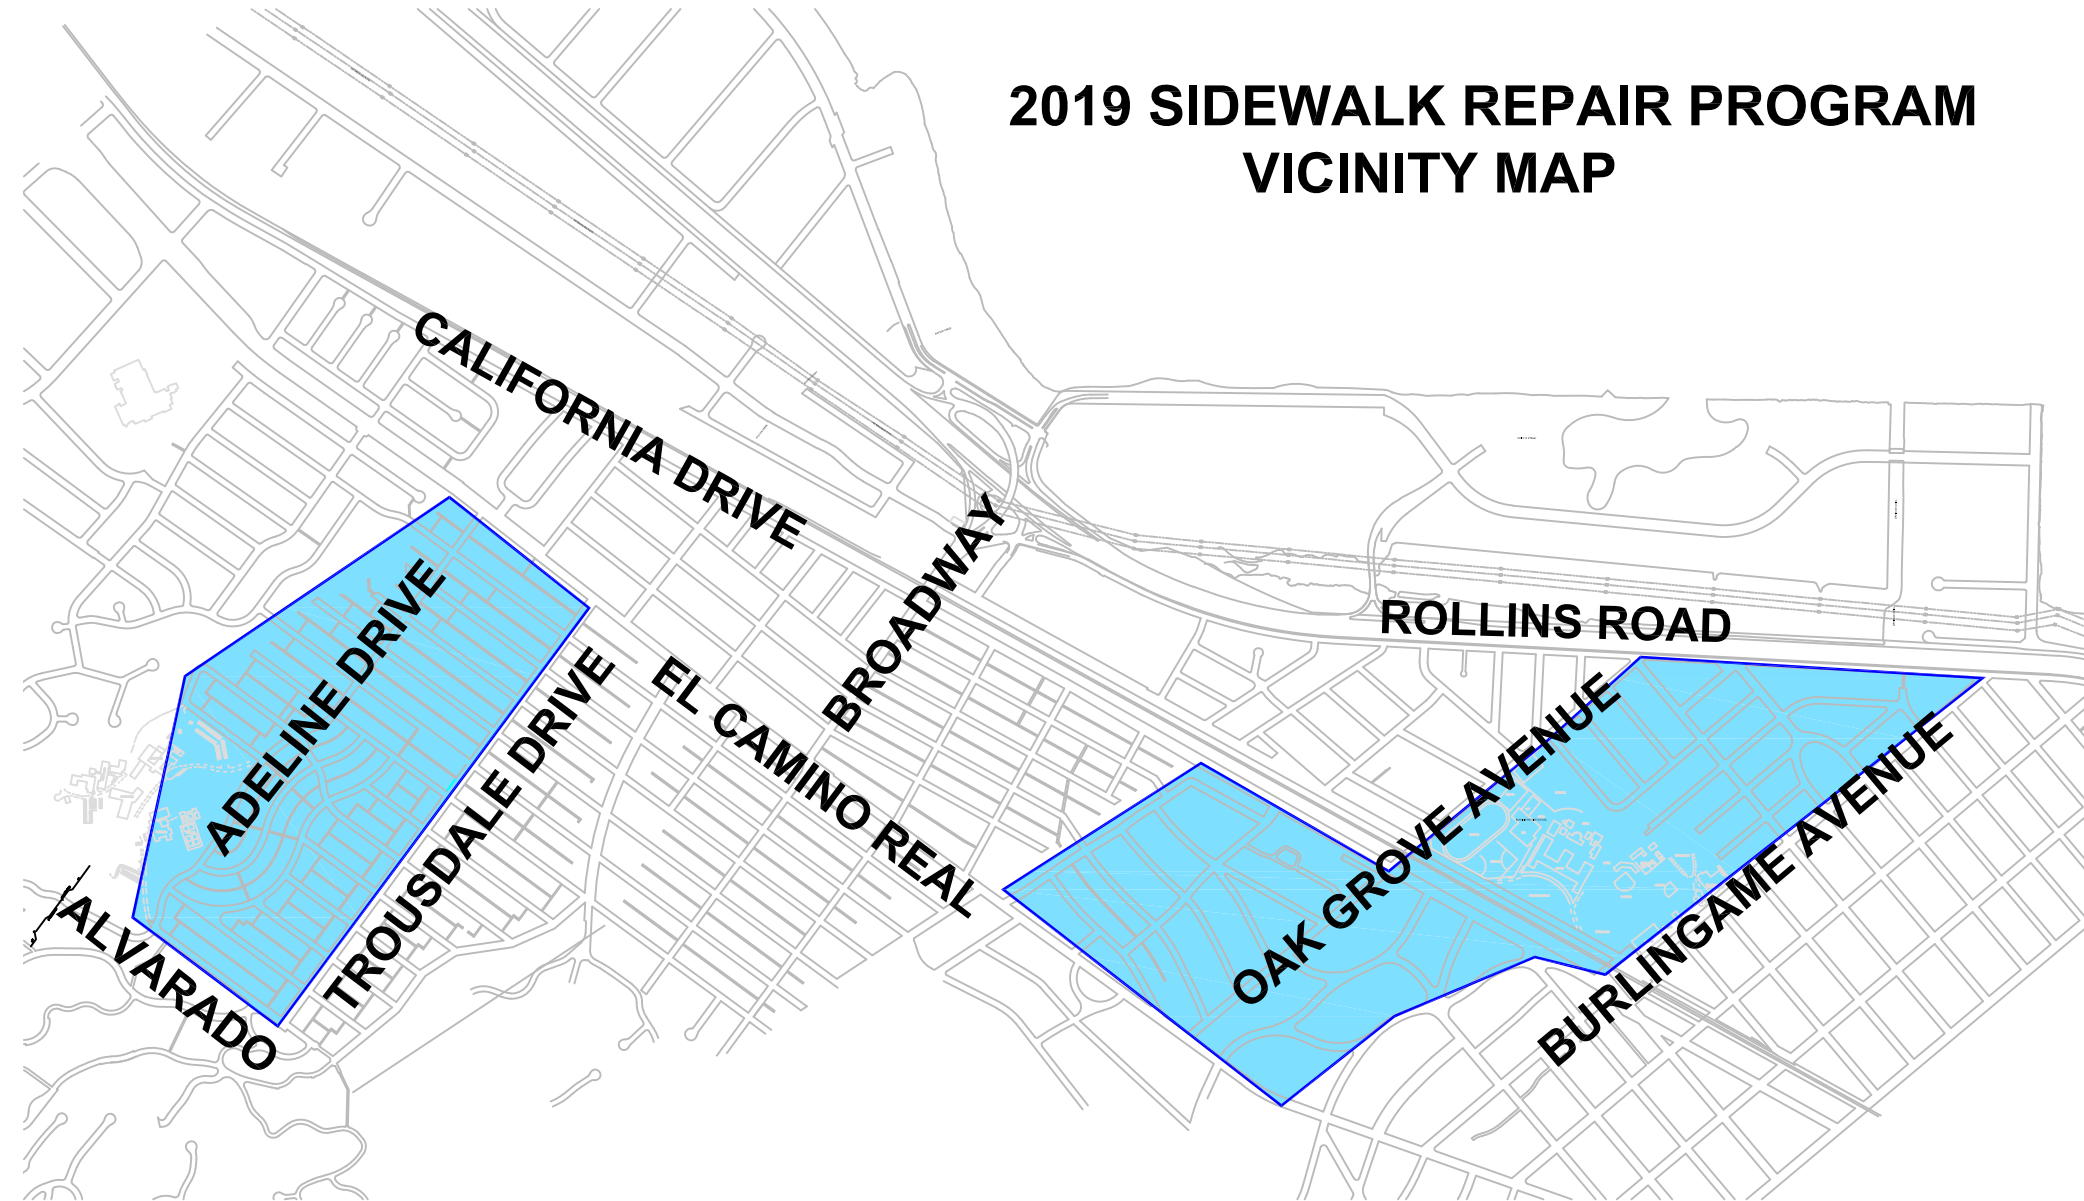 2019 SIDEWALK REPAIR PROGRAM
VICINITY MAP
CALIFORNIA DRIVE
BROADWAY
ROLLINS ROAD
ADELINE DRIVE
TROUSDALE DRIVE
EL CAMINO REAL
OAK GROVE AVENUE
BURLINGAME AVENUE
ALVARADO